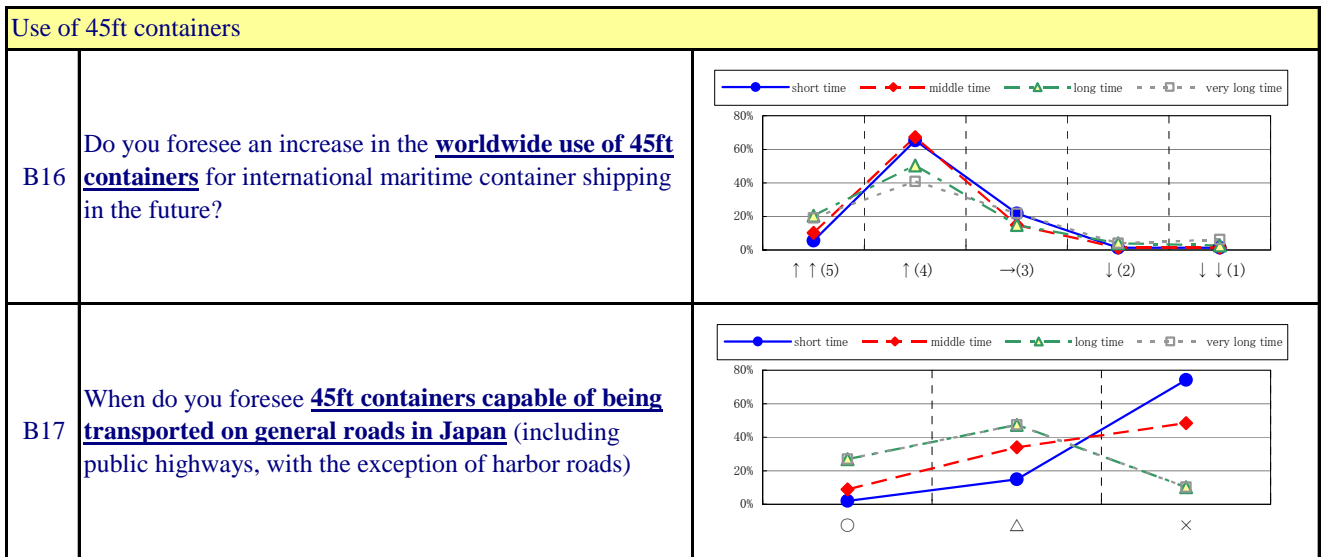 Use of 45ft containers
B16
Do you foresee an increase in the worldwide use of 45ft
containers for international maritime container shipping
in the future?
short time middle time long time very long time
80%
60%
40%
20%
0%
↑↑(5) ↑(4) →(3) ↓(2) ↓↓(1)
B17
When do you foresee 45ft containers capable of being
transported on general roads in Japan (including
public highways, with the exception of harbor roads)
short time middle time long time very long time
80%
60%
40%
20%
0%
○ △ ×